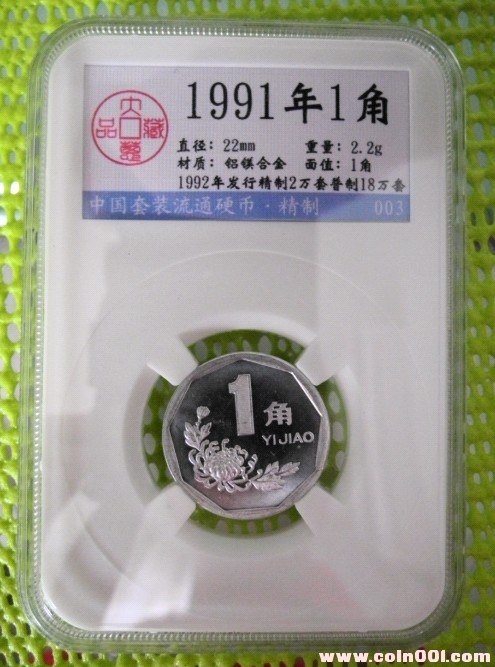 1991年1角
直径：22mm 重量：2.2g
材质：铝镁合金 面值：1角
1992年发行精制2万套普制18万套
中国套装流通硬币·精制 003
品 藏
1角
YI JIAO
www.coin001.com